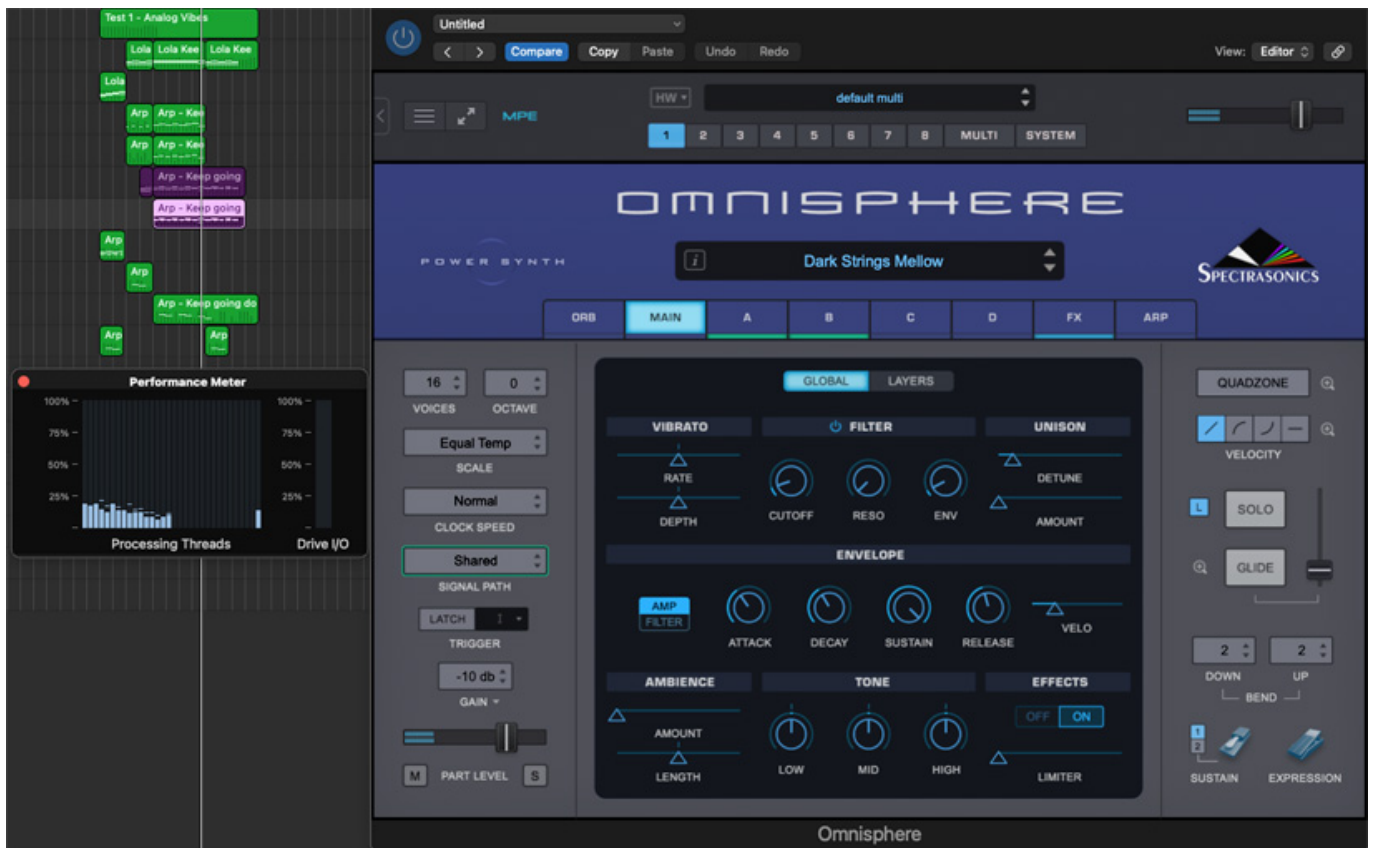 Test 1 - Analog Vibes
Lola Lola Kee Lola Kee
Lola
Arp Arp - Kee
Arp Arp - Kee
Arp - Keep going
Arp - Keep going
Arp
Arp
Arp - Keep going do
Arp Arp
Performance Meter
100% 100%
75% 75%
50% 50%
25% 25%
Processing Threads Drive I/O
Untitled
Compare Copy Paste Undo Redo View: Editor
MPE HW default multi
1 2 3 4 5 6 7 8 MULTI SYSTEM
OMNISPHERE
POWER SYNTH i Dark Strings Mellow SPECTRASONICS
ORB MAIN A B C D FX ARP
16 0
VOICES OCTAVE
Equal Temp
SCALE
Normal
CLOCK SPEED
Shared
SIGNAL PATH
LATCH
TRIGGER
-10 db
GAIN
M PART LEVEL S
GLOBAL LAYERS
VIBRATO FILTER UNISON
RATE DETUNE
DEPTH CUTOFF RESO ENV AMOUNT
ENVELOPE
AMP
FILTER
ATTACK DECAY SUSTAIN RELEASE VELO
AMBIENCE TONE EFFECTS
OFF ON
AMOUNT
LENGTH LOW MID HIGH LIMITER
QUADZONE
VELOCITY
L SOLO
GLIDE
2 2
DOWN UP
BEND
1
2
SUSTAIN EXPRESSION
Omnisphere